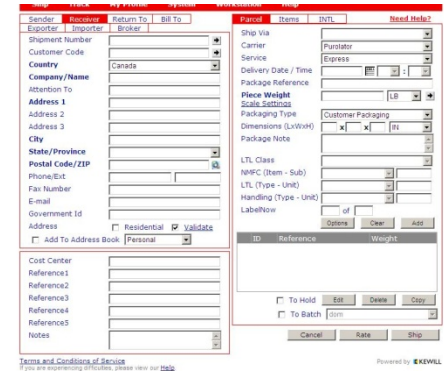 Ship Track My Profile System Workstation Help
Sender Receiver Return To Bill To
Exporter Importer Broker
Shipment Number
Customer Code
Country Canada
Company/Name
Attention To
Address 1
Address 2
Address 3
City
State/Province
Postal Code/ZIP
Phone/Ext
Fax Number
E-mail
Government Id
Address Residential Validate
Add To Address Book Personal
Cost Center
Reference1
Reference2
Reference3
Reference4
Reference5
Notes
Terms and Conditions of Service
If you are experiencing difficulties, please view our Help
Parcel Items INTL Need Help?
Ship Via
Carrier Purolator
Service Express
Delivery Date / Time :
Package Reference
Piece Weight LB
Scale Settings
Packaging Type Customer Packaging
Dimensions (LxWxH) x x IN
Package Note
LTL Class
NMFC (Item - Sub)
LTL (Type - Unit)
Handling (Type - Unit)
LabelNow of
Options Clear Add
ID Reference Weight
To Hold Edit Delete Copy
To Batch dem
Cancel Rate Ship
Powered by KEWILL